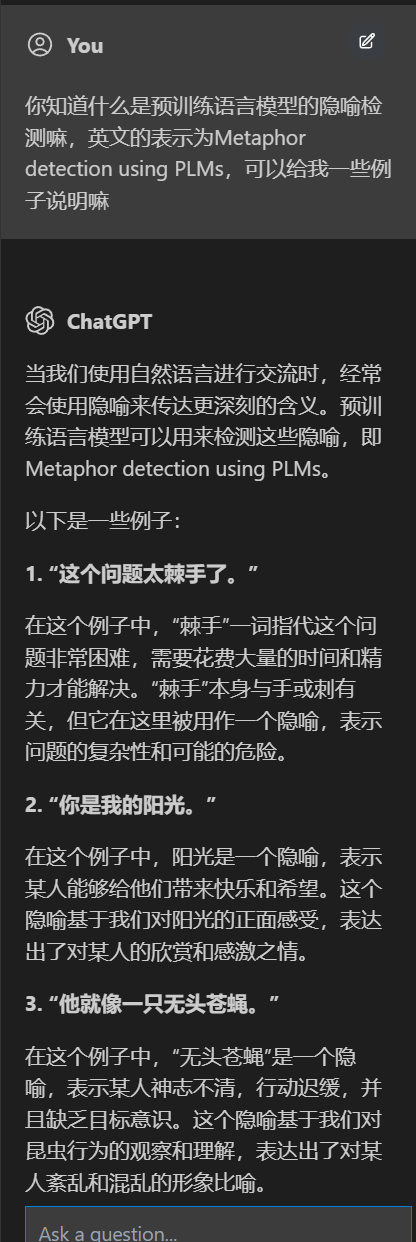 You
你知道什么是预训练语言模型的隐喻检
测嘛，英文的表示为Metaphor
detection using PLMs，可以给我一些例
子说明嘛
ChatGPT
当我们使用自然语言进行交流时，经常
会使用隐喻来传达更深刻的含义。预训
练语言模型可以用来检测这些隐喻，即
Metaphor detection using PLMs。
以下是一些例子：
1. “这个问题太棘手了。”
在这个例子中，“棘手”一词指代这个问
题非常困难，需要花费大量的时间和精
力才能解决。“棘手”本身与手或刺有
关，但它在这里被用作一个隐喻，表示
问题的复杂性和可能的危险。
2. “你是我的阳光。”
在这个例子中，阳光是一个隐喻，表示
某人能够给他们带来快乐和希望。这个
隐喻基于我们对阳光的正面感受，表达
出了对某人的欣赏和感激之情。
3. “他就像一只无头苍蝇。”
在这个例子中，“无头苍蝇”是一个隐
喻，表示某人神志不清，行动迟缓，并
且缺乏目标意识。这个隐喻基于我们对
昆虫行为的观察和理解，表达出了对某
人紊乱和混乱的形象比喻。
Ask a question...